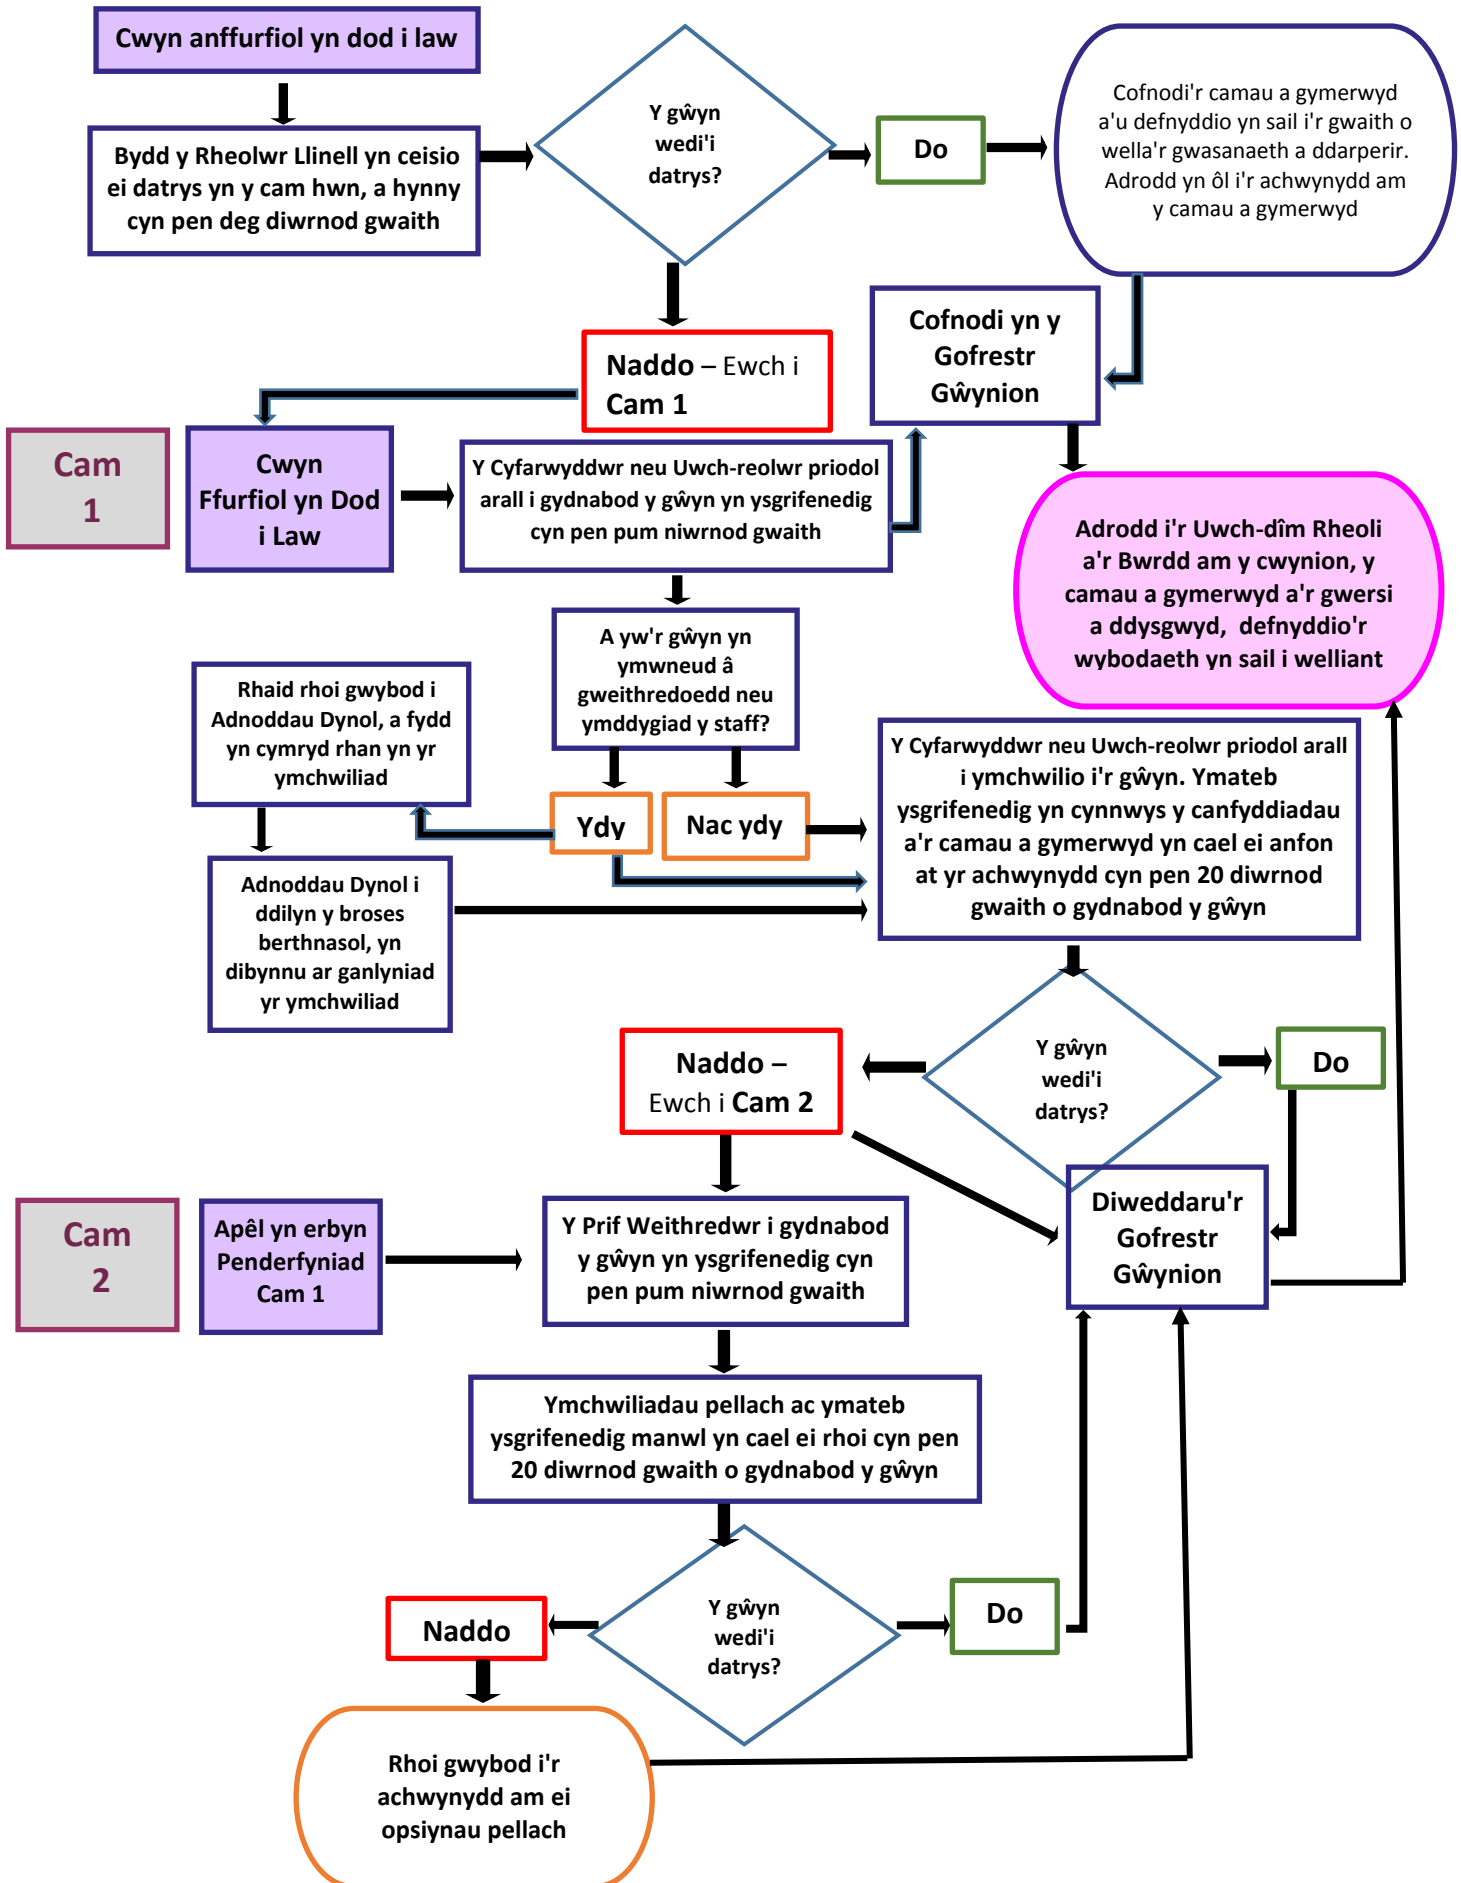 Cwyn anffurfiol yn dod i law
Bydd y Rheolwr Llinell yn ceisio
ei datrys yn y cam hwn, a hynny
cyn pen deg diwrnod gwaith
Y gŵyn
wedi'i
datrys?
Do
Cofnodi'r camau a gymerwyd
a'u defnyddio yn sail i'r gwaith o
wella'r gwasanaeth a ddarperir.
Adrodd yn ôl i'r achwynydd am
y camau a gymerwyd
Naddo – Ewch i
Cam 1
Cofnodi yn y
Gofrestr
Gŵynion
Cam
1
Cwyn
Ffurfiol yn Dod
i Law
Y Cyfarwyddwr neu Uwch-reolwr priodol
arall i gydnabod y gŵyn yn ysgrifenedig
cyn pen pum niwrnod gwaith
Adrodd i'r Uwch-dîm Rheoli
a'r Bwrdd am y cwynion, y
camau a gymerwyd a'r gwersi
a ddysgwyd, defnyddio'r
wybodaeth yn sail i welliant
A yw'r gŵyn yn
ymwneud â
gweithredoedd neu
ymddygiad y staff?
Rhaid rhoi gwybod i
Adnoddau Dynol, a fydd
yn cymryd rhan yn yr
ymchwiliad
Ydy
Nac ydy
Y Cyfarwyddwr neu Uwch-reolwr priodol arall
i ymchwilio i'r gŵyn. Ymateb
ysgrifenedig yn cynnwys y canfyddiadau
a'r camau a gymerwyd yn cael ei anfon
at yr achwynydd cyn pen 20 diwrnod
gwaith o gydnabod y gŵyn
Adnoddau Dynol i
ddilyn y broses
berthnasol, yn
dibynnu ar ganlyniad
yr ymchwiliad
Naddo –
Ewch i Cam 2
Y gŵyn
wedi'i
datrys?
Do
Cam
2
Apêl yn erbyn
Penderfyniad
Cam 1
Y Prif Weithredwr i gydnabod
y gŵyn yn ysgrifenedig cyn
pen pum niwrnod gwaith
Diweddaru'r
Gofrestr
Gŵynion
Ymchwiliadau pellach ac ymateb
ysgrifenedig manwl yn cael ei rhoi cyn pen
20 diwrnod gwaith o gydnabod y gŵyn
Naddo
Y gŵyn
wedi'i
datrys?
Do
Rhoi gwybod i'r
achwynydd am ei
opsiynau pellach